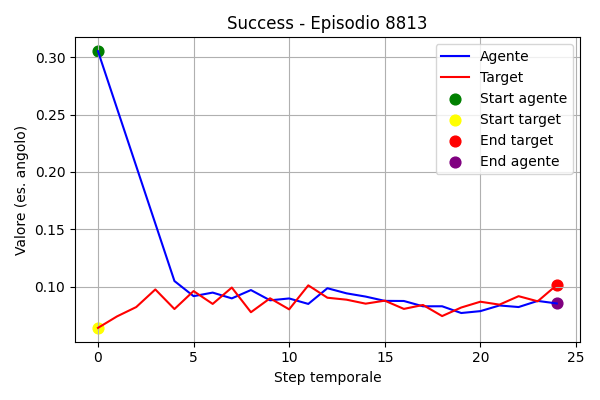 Success - Episodio 8813
Valore (es. angolo)
0.30
0.25
0.20
0.15
0.10
0
5
10
15
20
25
Step temporale
Agente
Target
Start agente
Start target
End target
End agente